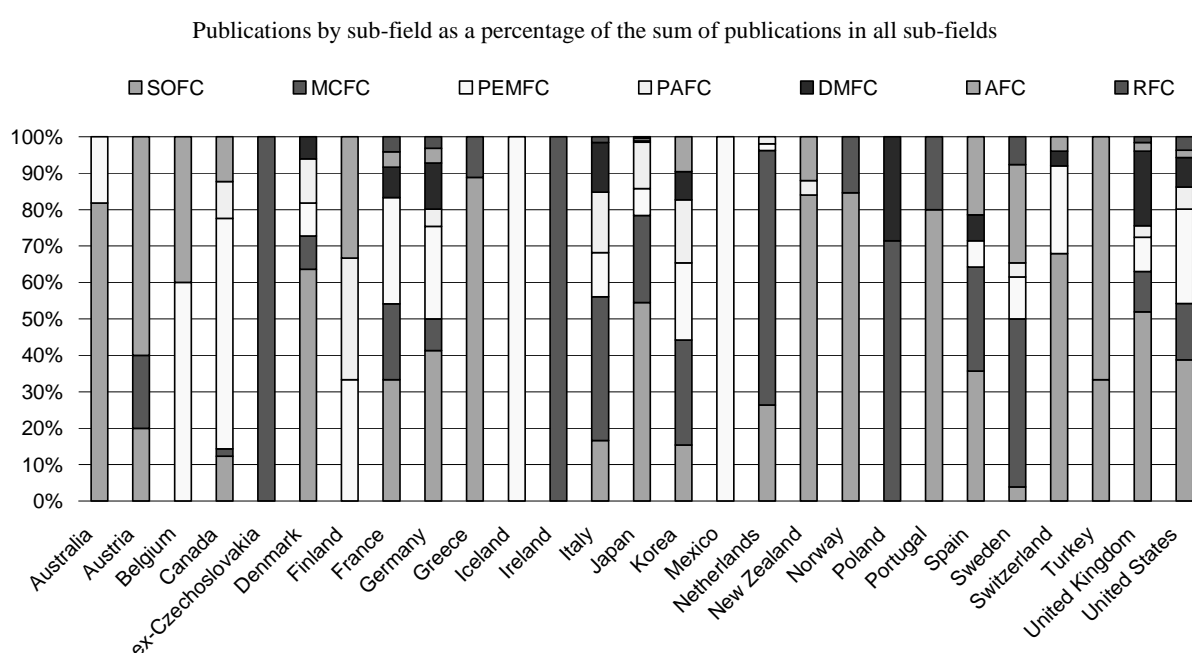 Publications by sub-field as a percentage of the sum of publications in all sub-fields
SOFC MCFC PEMFC PAFC DMFC AFC RFC
100%
90%
80%
70%
60%
50%
40%
30%
20%
10%
0%
Australia
Austria
Belgium
Canada
ex-Czechoslovakia
Denmark
Finland
France
Germany
Greece
Iceland
Ireland
Italy
Japan
Korea
Mexico
Netherlands
New Zealand
Norway
Poland
Portugal
Spain
Sweden
Switzerland
Turkey
United Kingdom
United States